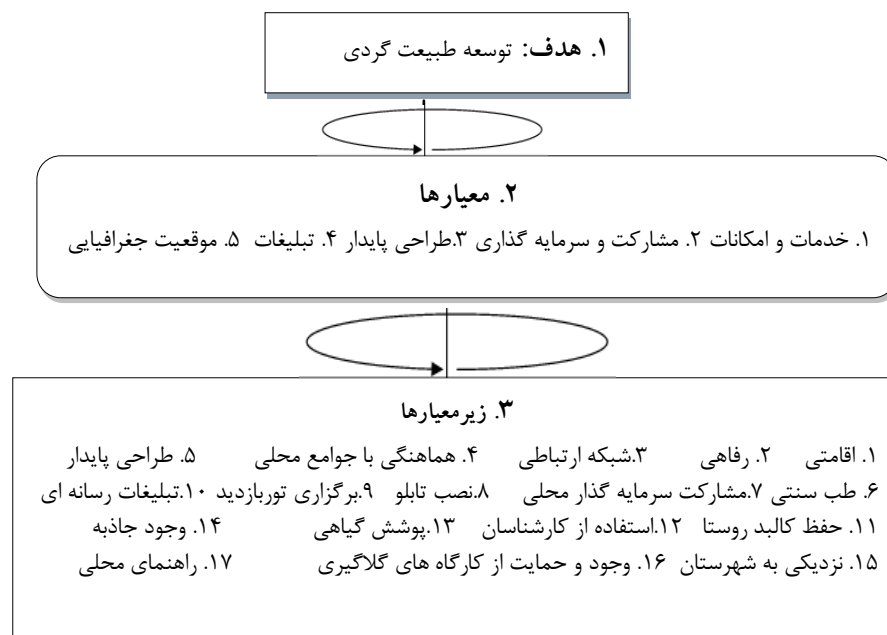 ۱. هدف: توسعه طبیعت گردی
۲. معیارها
۱. خدمات و امکانات ۲. مشارکت و سرمایه گذاری ۳.طراحی پایدار ۴. تبلیغات ۵. موقعیت جغرافیایی
۳. زیرمعیارها
۱. اقامتی ۲. رفاهی ۳.شبکه ارتباطی ۴. هماهنگی با جوامع محلی ۵. طراحی پایدار
۶. طب سنتی ۷.مشارکت سرمایه گذار محلی ۸.نصب تابلو ۹.برگزاری توربازدید ۱۰.تبلیغات رسانه ای
۱۱. حفظ کالبد روستا ۱۲.استفاده از کارشناسان ۱۳.پوشش گیاهی ۱۴. وجود جاذبه
۱۵. نزدیکی به شهرستان ۱۶. وجود و حمایت از کارگاه های گلاگیری ۱۷. راهنمای محلی